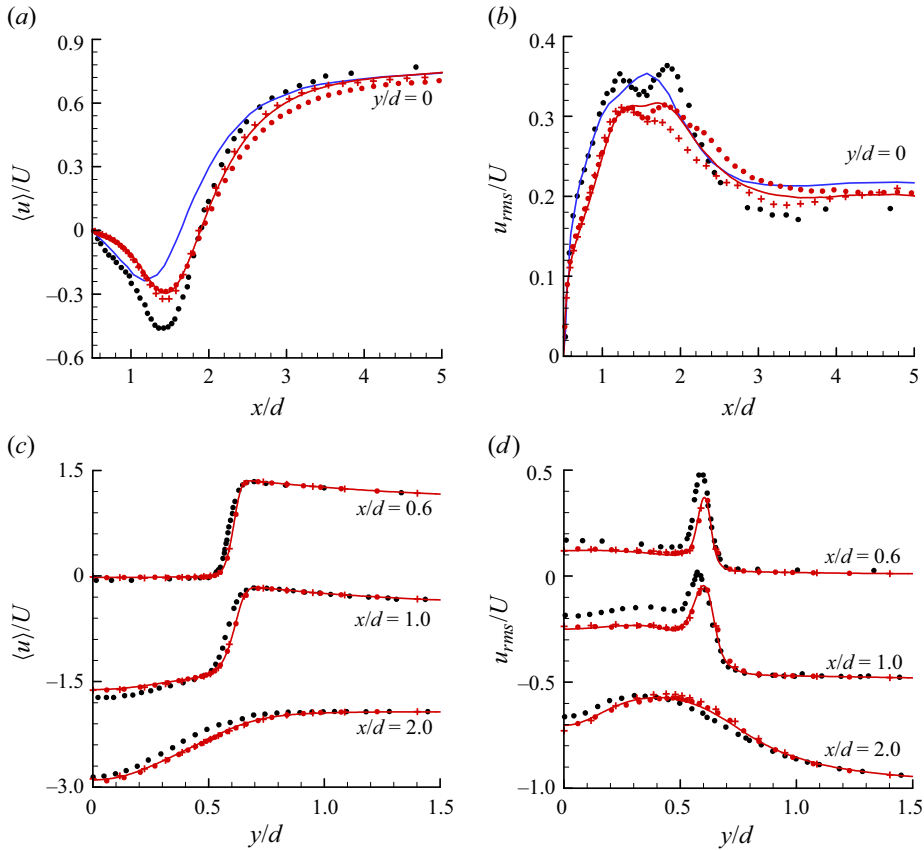 (a)
0.9
0.6
0.3
0
−0.3
−0.6
⟨u⟩/U
y/d = 0
1 2 3 4 5
x/d
(b)
0.4
0.3
0.2
0.1
0
u_rms/U
y/d = 0
1 2 3 4 5
x/d
(c)
1.5
0
−1.5
−3.0
⟨u⟩/U
x/d = 0.6
x/d = 1.0
x/d = 2.0
0 0.5 1.0 1.5
y/d
(d)
0.5
0
−0.5
−1.0
u_rms/U
x/d = 0.6
x/d = 1.0
x/d = 2.0
0 0.5 1.0 1.5
y/d